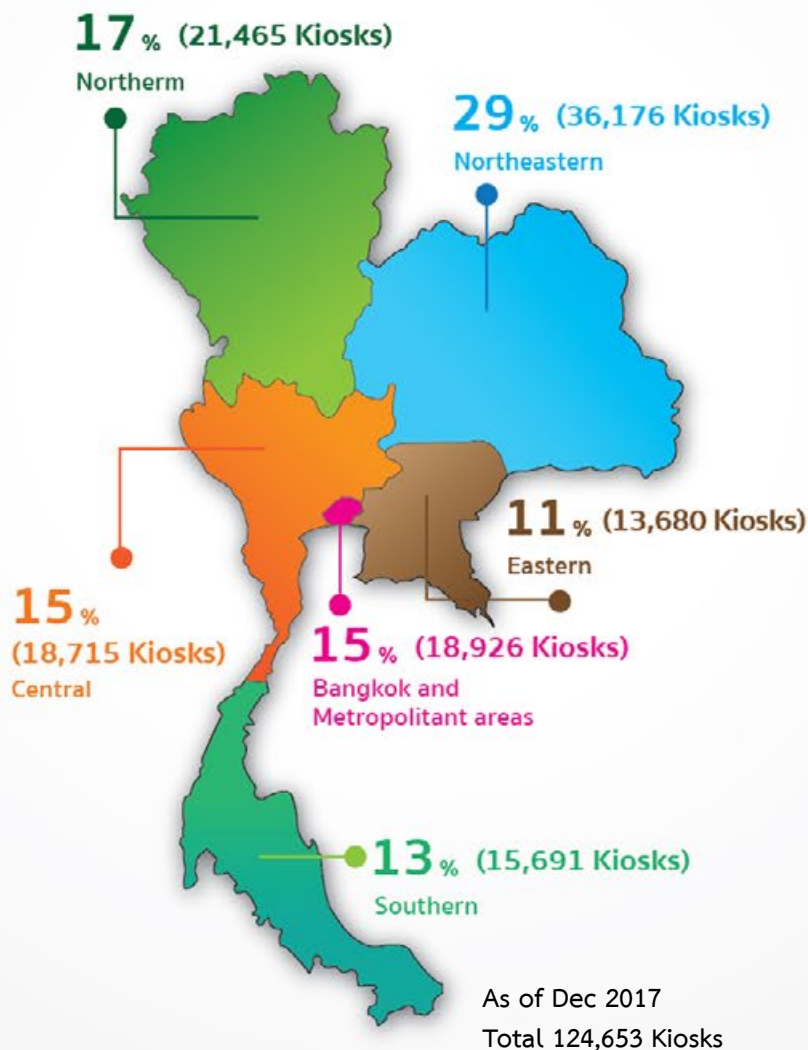 17 % (21,465 Kiosks)
Northerm
29 % (36,176 Kiosks)
Northeastern
11 % (13,680 Kiosks)
Eastern
15 %
(18,715 Kiosks)
Central
15 % (18,926 Kiosks)
Bangkok and
Metropolitant areas
13 % (15,691 Kiosks)
Southern
As of Dec 2017
Total 124,653 Kiosks